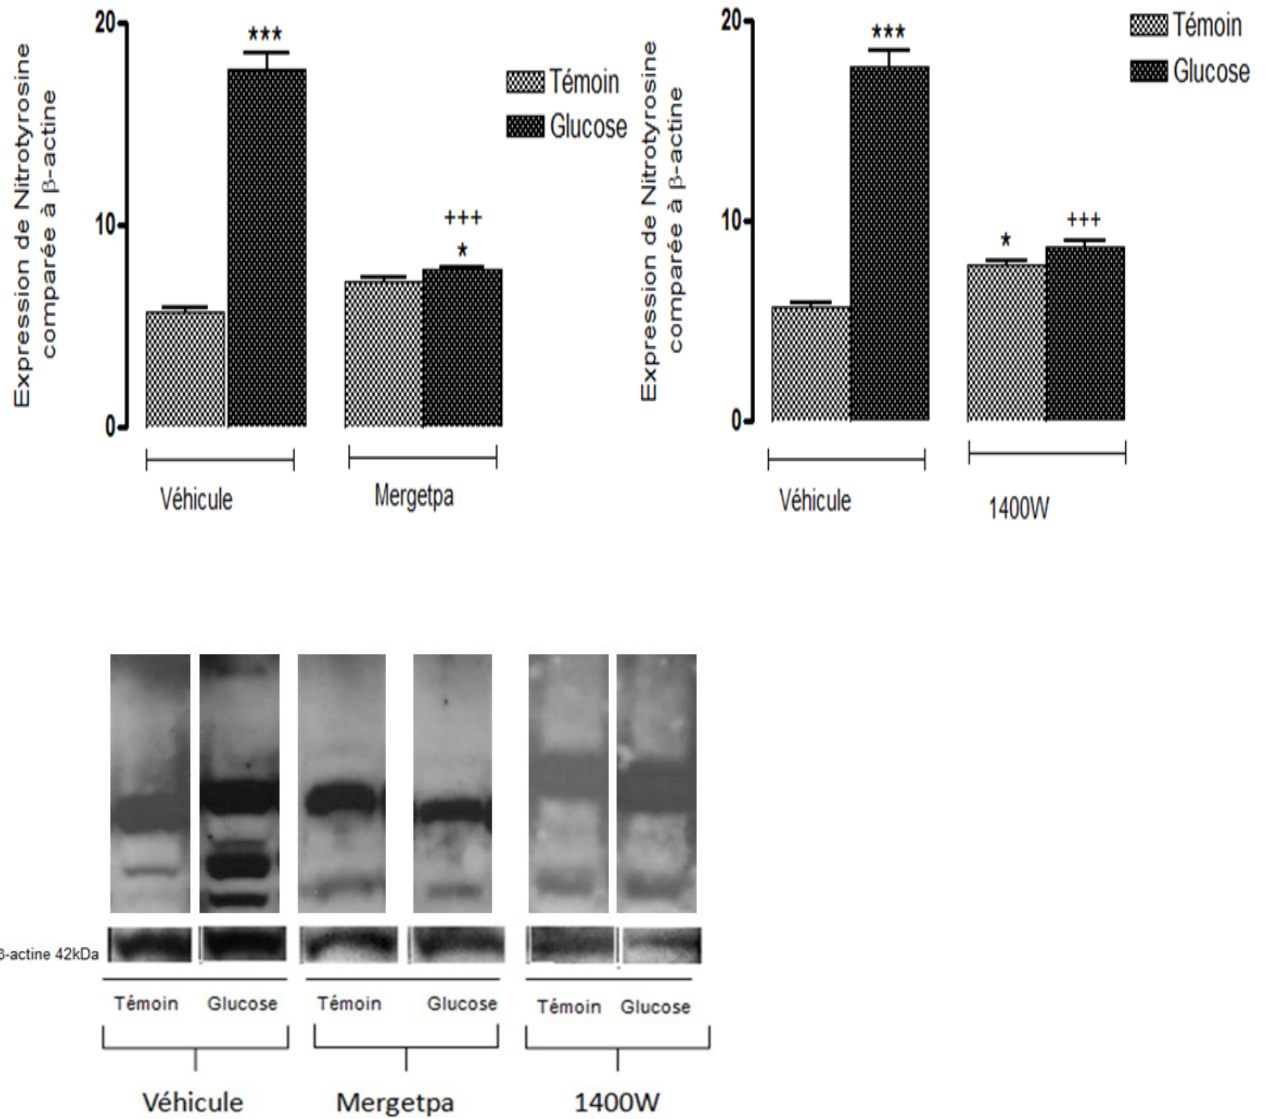 Expression de Nitrotyrosine
comparée à β-actine
20
10
0
***
+++
*
Témoin
Glucose
Véhicule
Mergetpa
Expression de Nitrotyrosine
comparée à β-actine
20
10
0
***
*
+++
Témoin
Glucose
Véhicule
1400W
β-actine 42kDa
Témoin Glucose Témoin Glucose Témoin Glucose
Véhicule Mergetpa 1400W